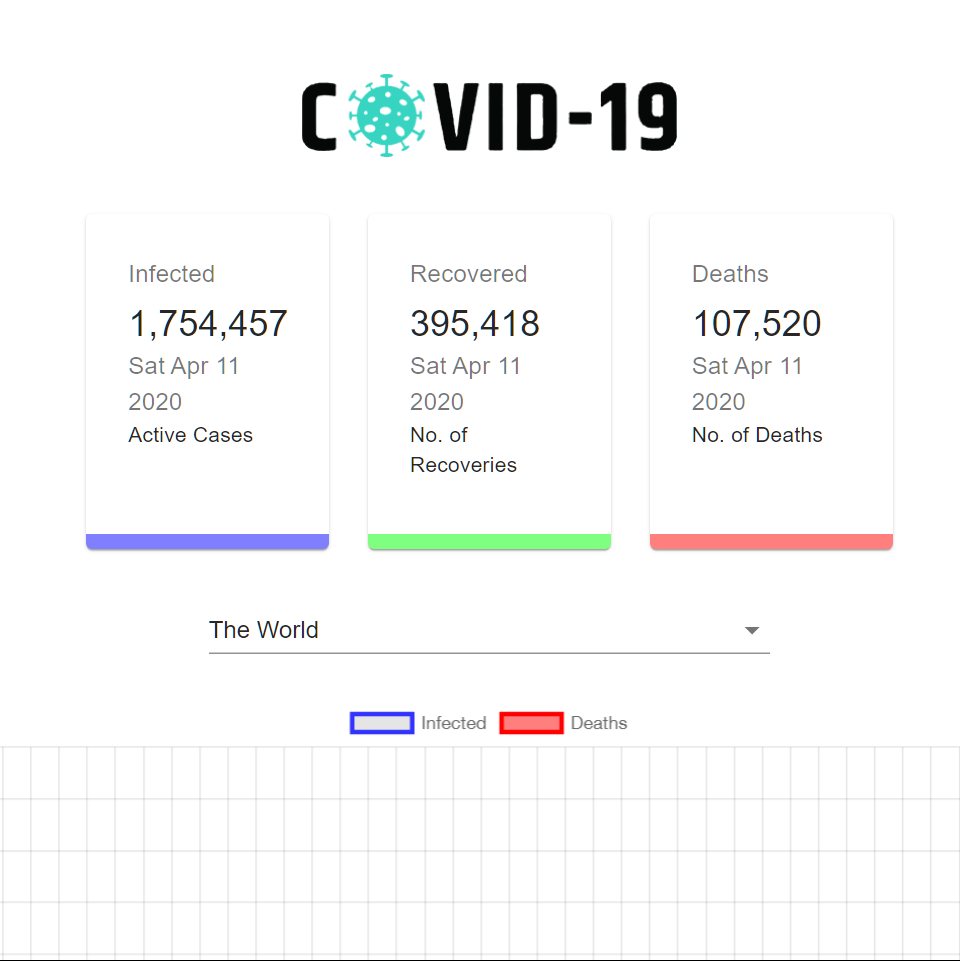 COVID-19
Infected
1,754,457
Sat Apr 11
2020
Active Cases
Recovered
395,418
Sat Apr 11
2020
No. of
Recoveries
Deaths
107,520
Sat Apr 11
2020
No. of Deaths
The World
Infected Deaths